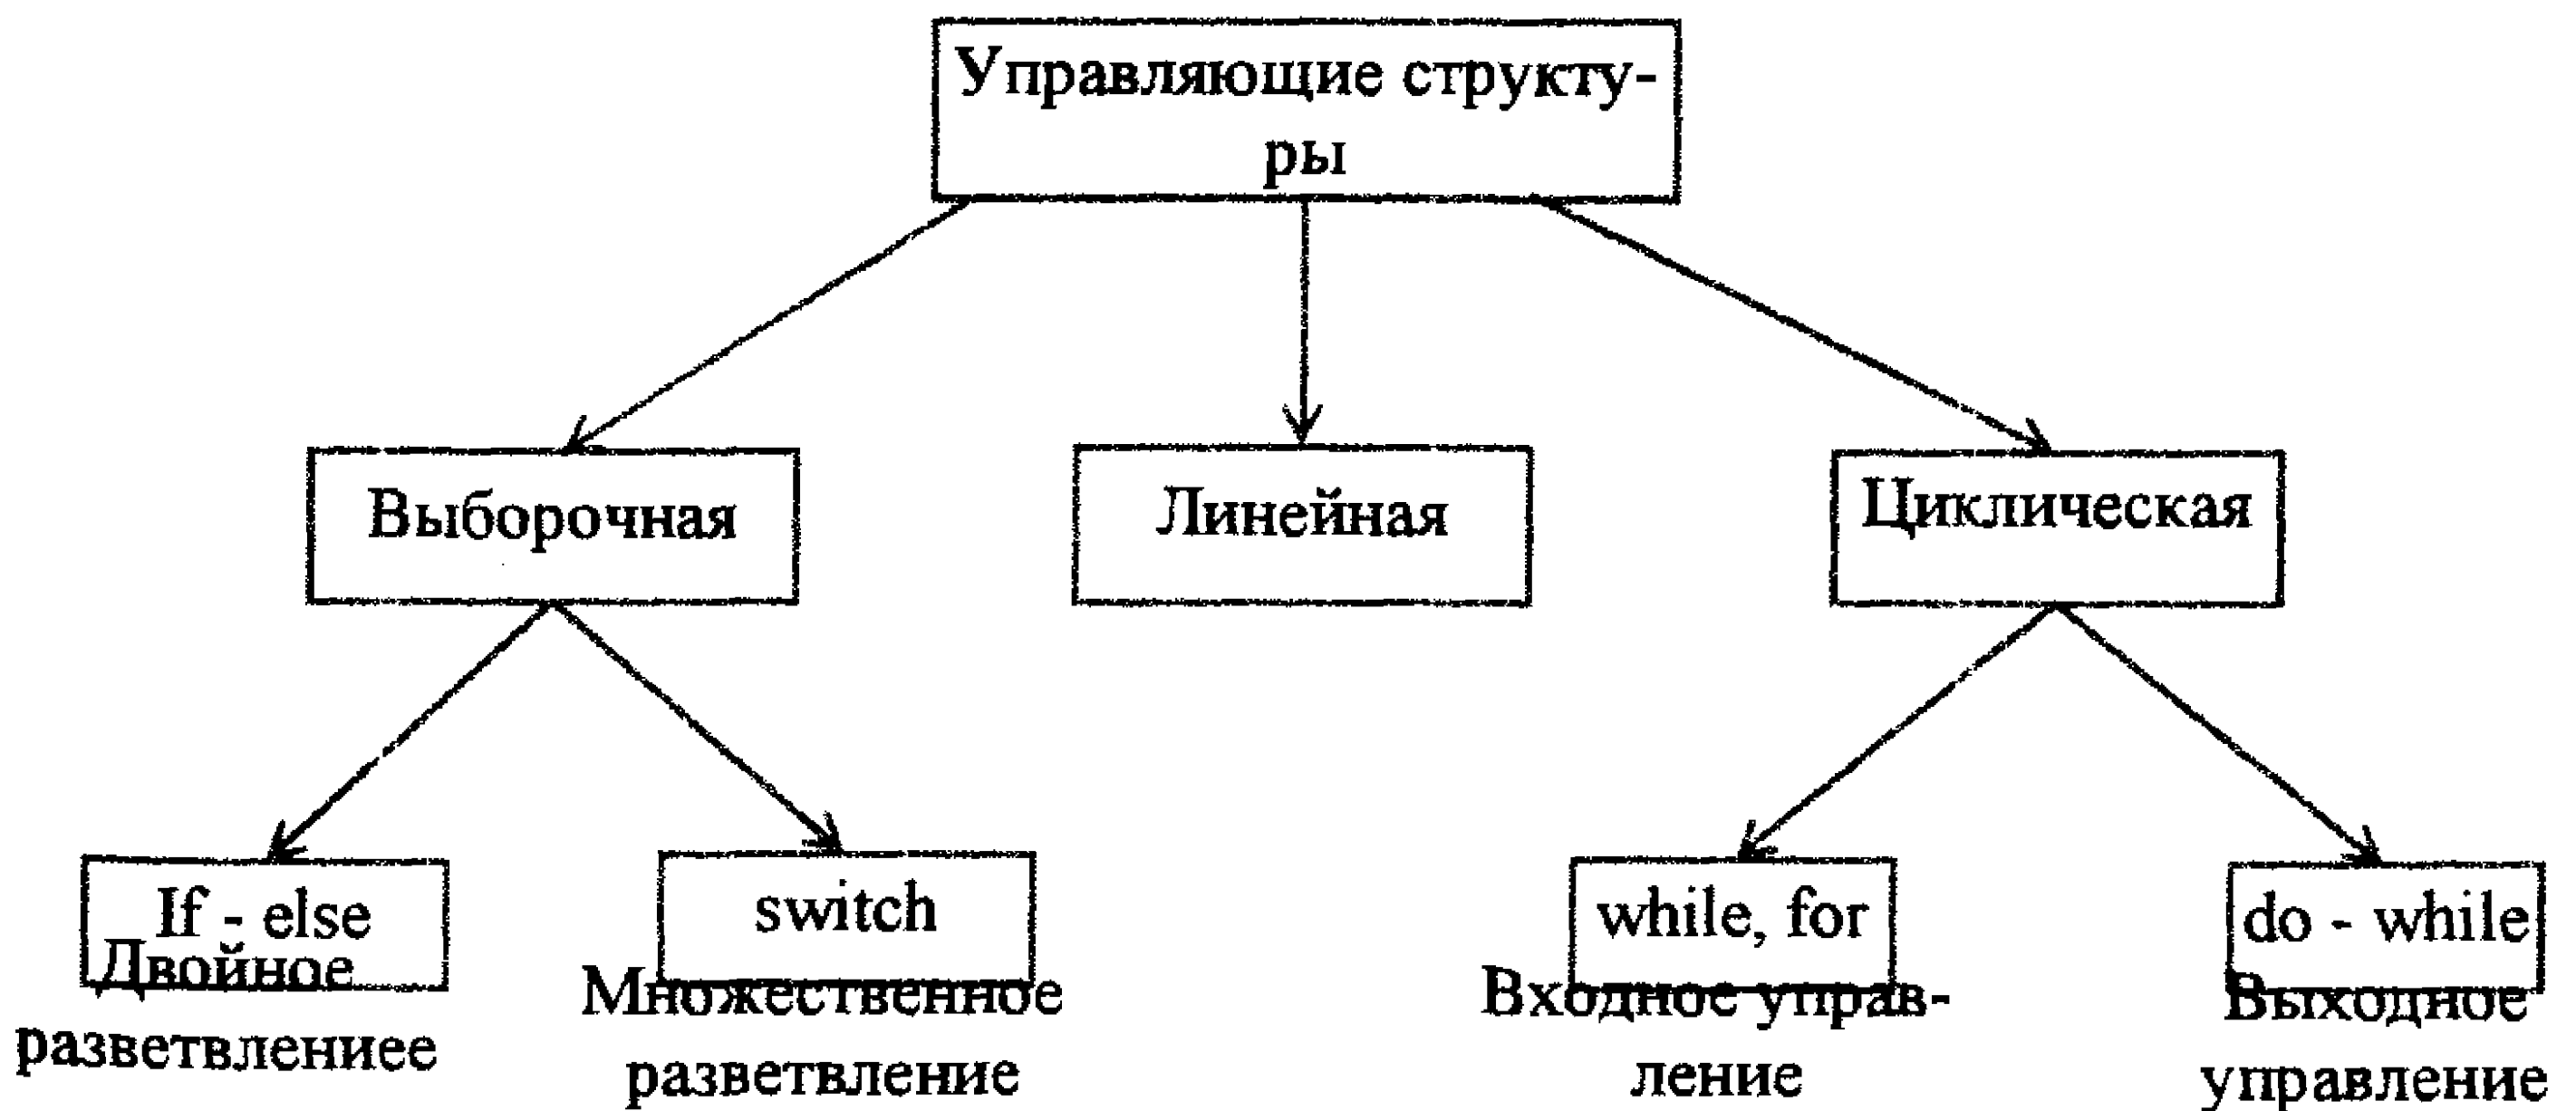 Управляющие структу-
ры
Выборочная
Линейная
Циклическая
If - else
Двойное
разветвлениее
switch
Множественное
разветвление
while, for
Входное управ-
ление
do - while
Выходное
управление